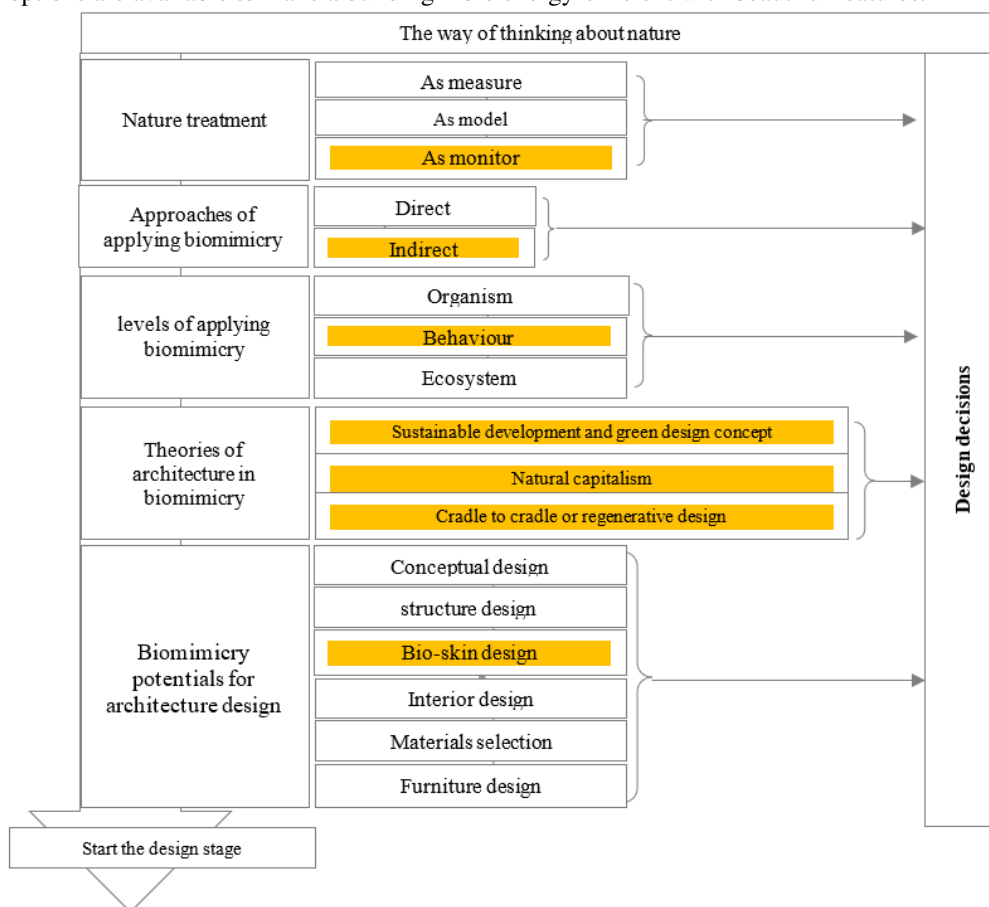 The way of thinking about nature
Nature treatment
As measure
As model
As monitor
Approaches of
applying biomimicry
Direct
Indirect
levels of applying
biomimicry
Organism
Behaviour
Ecosystem
Theories of
architecture in
biomimicry
Sustainable development and green design concept
Natural capitalism
Cradle to cradle or regenerative design
Biomimicry
potentials for
architecture design
Conceptual design
structure design
Bio-skin design
Interior design
Materials selection
Furniture design
Design decisions
Start the design stage